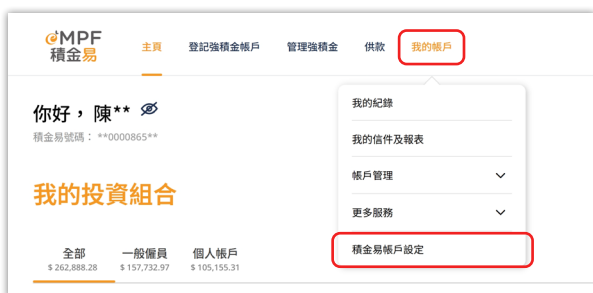 eMPF
積金易
主頁
登記強積金帳戶
管理強積金
供款
我的帳戶
你好，陳**
積金易號碼： **0000865**
我的投資組合
全部
$ 262,888.28
一般僱員
$ 157,732.97
個人帳戶
$ 105,155.31
我的紀錄
我的信件及報表
帳戶管理
更多服務
積金易帳戶設定